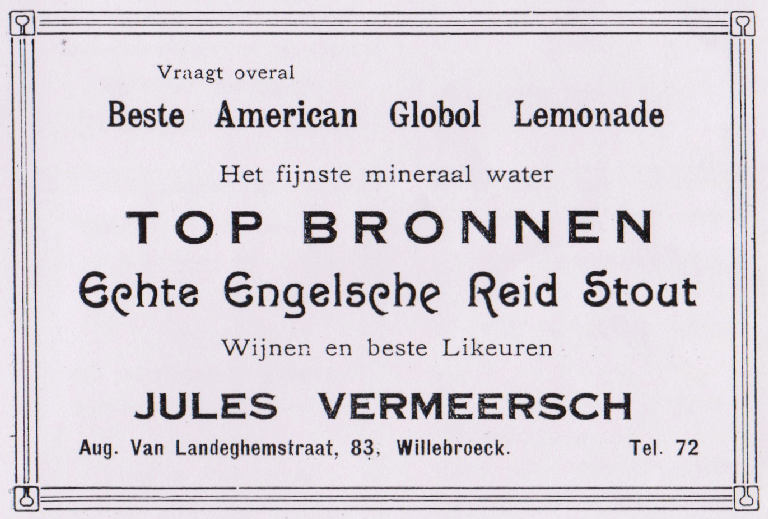 Vraagt overal
Beste American Globol Lemonade
Het fijnste mineraal water
TOP BRONNEN
Echte Engelsche Reid Stout
Wijnen en beste Likeuren
JULES VERMEERSCH
Aug. Van Landeghemstraat, 83, Willebroeck. Tel. 72